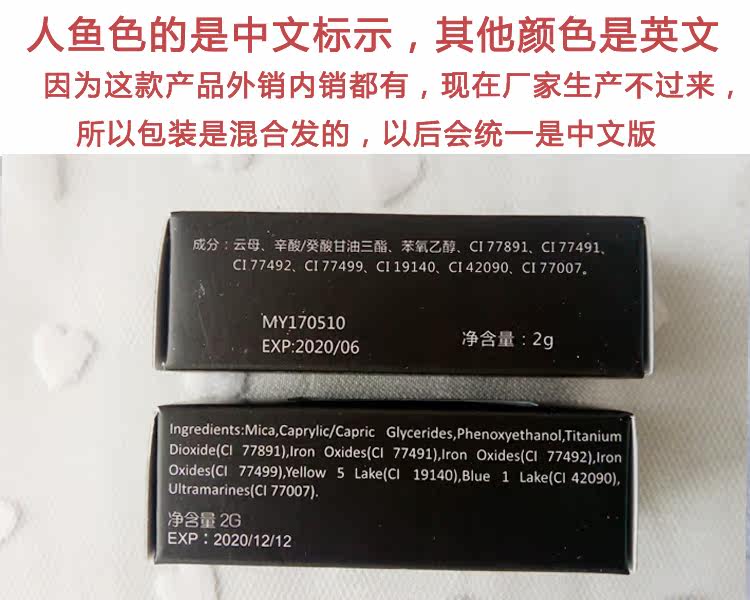 人鱼色的是中文标示，其他颜色是英文
因为这款产品外销内销都有，现在厂家生产不过来，
所以包装是混合发的，以后会统一是中文版
成分：云母、辛酸/癸酸甘油三酯、苯氧乙醇、CI 77891、CI 77491、
CI 77492、CI 77499、CI 19140、CI 42090、CI 77007。
MY170510
EXP:2020/06
净含量：2g
Ingredients:Mica,Caprylic/Capric Glycerides,Phenoxyethanol,Titanium
Dioxide(CI 77891),Iron Oxides(CI 77491),Iron Oxides(CI 77492),Iron
Oxides(CI 77499),Yellow 5 Lake(CI 19140),Blue 1 Lake(CI 42090),
Ultramarines(CI 77007).
净含量 2G
EXP：2020/12/12